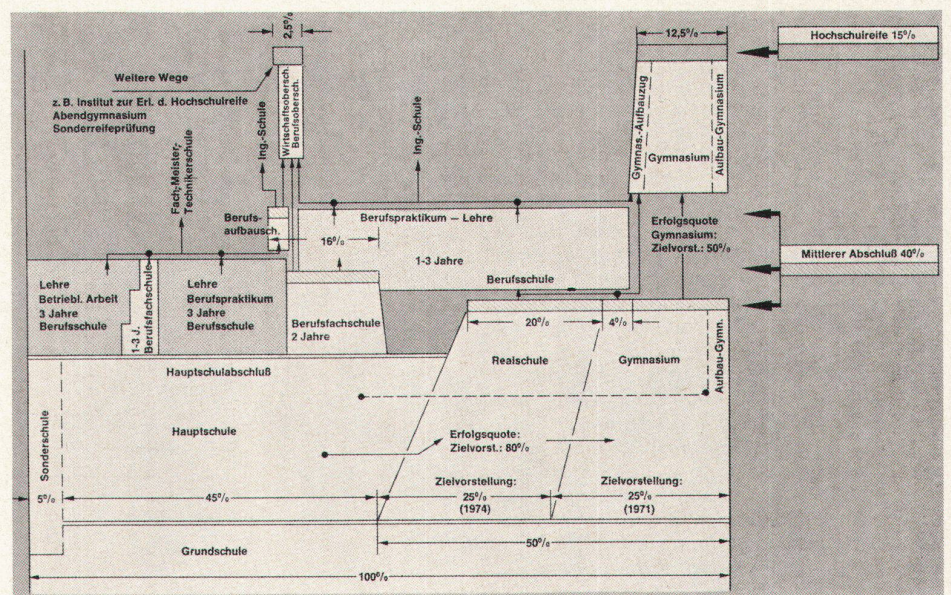 2,5%
12,5%
Hochschulreife 15%
Weitere Wege
z. B. Institut zur Erl. d. Hochschulreife
Abendgymnasium
Sonderreifeprüfung
Wirtschaftsobersch.
Berufsobersch.
Ing.-Schule
Ing.-Schule
Fach-, Meister-,
Technikerschule
Gymnas.-Aufbauzug
Gymnasium
Aufbau-Gymnasium
Berufs-
aufbausch.
Berufspraktikum — Lehre
16%
1-3 Jahre
Berufsschule
Erfolgsquote
Gymnasium:
Zielvorst.: 50%
Mittlerer Abschluß 40%
Lehre
Betriebl. Arbeit
3 Jahre
Berufsschule
1-3 J.
Berufsfachschule
Lehre
Berufspraktikum
3 Jahre
Berufsschule
Berufsfachschule
2 Jahre
20%
4%
Realschule
Gymnasium
Aufbau-Gymn.
Hauptschulabschluß
Hauptschule
Sonderschule
Erfolgsquote:
Zielvorst.: 80%
5%
45%
Zielvorstellung:
25%
(1974)
Zielvorstellung:
25%
(1971)
50%
Grundschule
100%